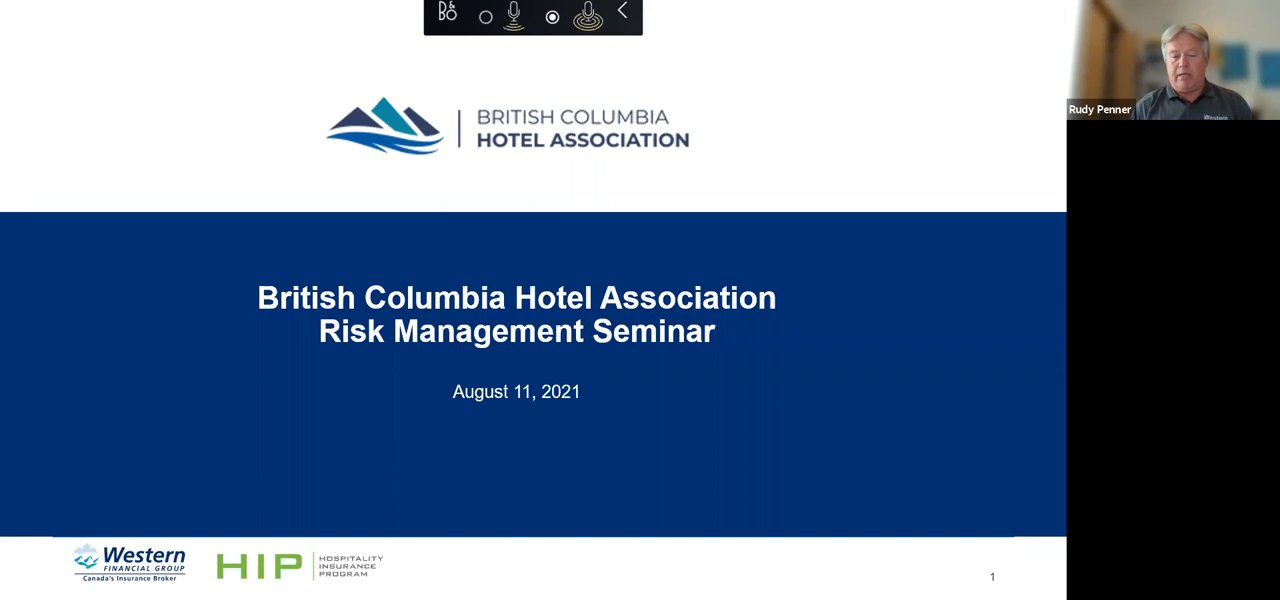 B&O
BRITISH COLUMBIA
HOTEL ASSOCIATION
Rudy Penner
Western
British Columbia Hotel Association
Risk Management Seminar
August 11, 2021
Western
FINANCIAL GROUP
Canada's Insurance Broker
HIP
HOSPITALITY
INSURANCE
PROGRAM
1